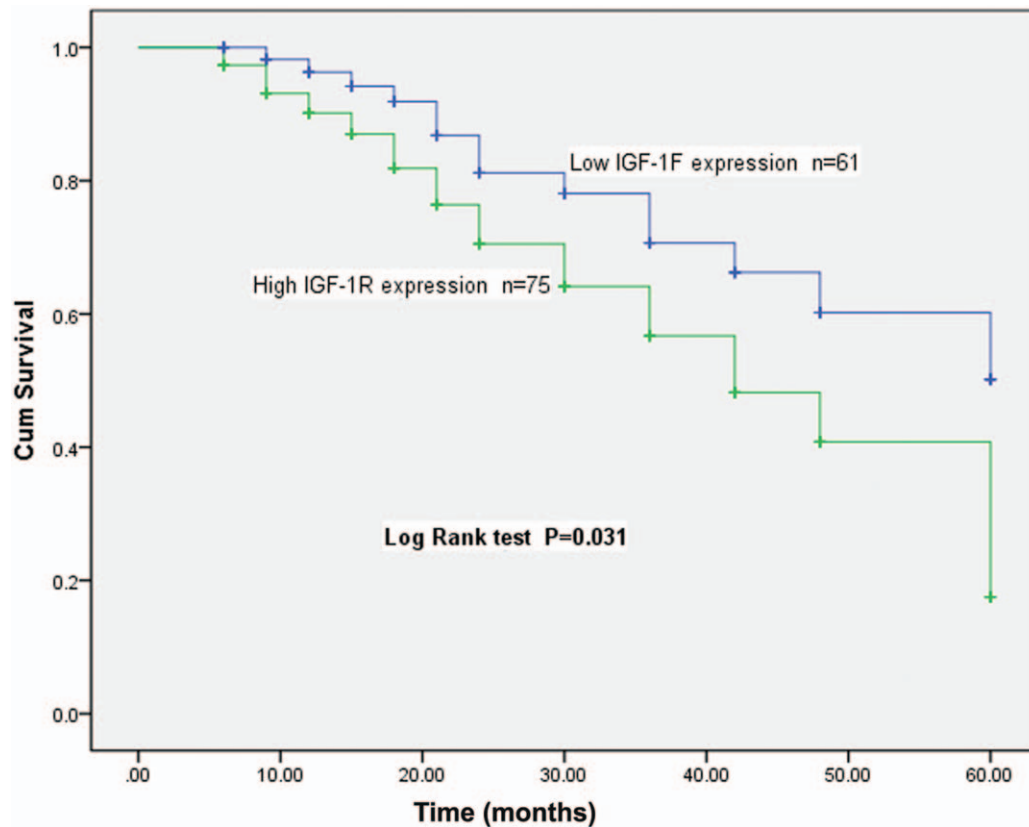 1.0
0.8
0.6
0.4
0.2
0.0
Cum Survival
Low IGF-1F expression n=61
High IGF-1R expression n=75
Log Rank test P=0.031
.00 10.00 20.00 30.00 40.00 50.00 60.00
Time (months)